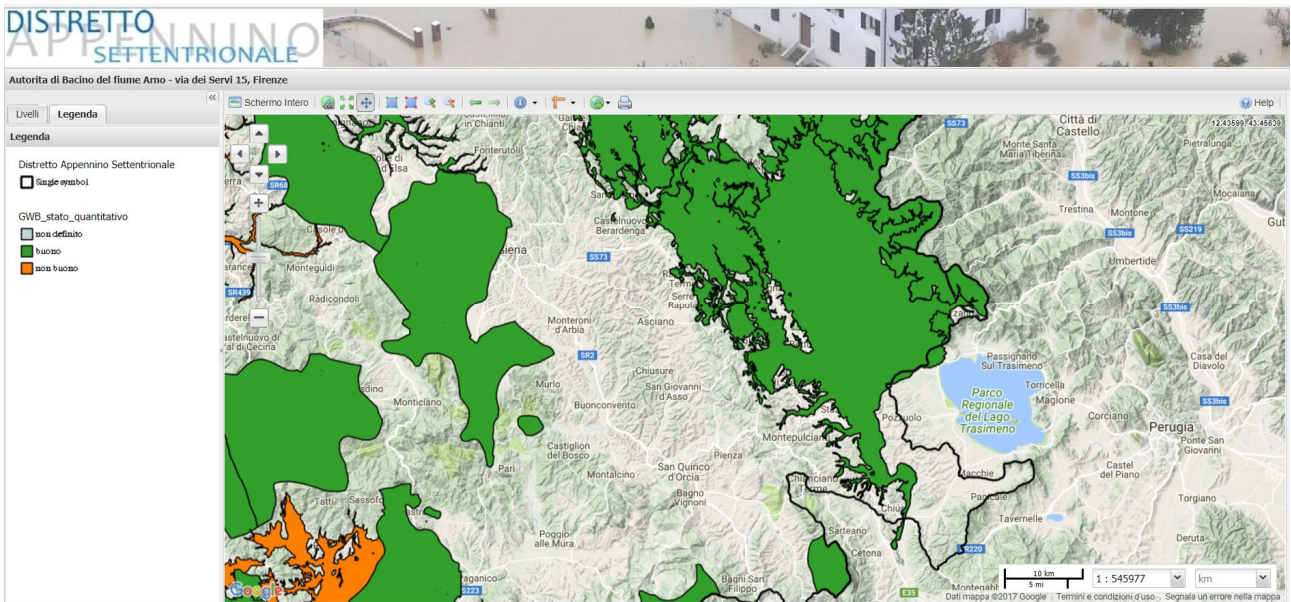 DISTRETTO
APPENNINO
SETTENTRIONALE
Autorita di Bacino del fiume Arno - via dei Servi 15, Firenze
Livelli
Legenda
Schermo Intero
Help
Legenda
Distretto Appennino Settentrionale
Single symbol
GWB_stato_quantitativo
non definito
buono
non buono
12.43599, 43.45639
in Chianti
Fonterutoli
SS73
Città di
Castello
Pietralunga
Monte Santa
Maria Tiberina
SS3bis
SR68
Mocaiana
Trestina
Montone
Castelnuovo
Berardenga
SS3bis
SS219
Siena
SS73
Umbertide
Monteguidi
SR439
Radicondoli
SS3bis
Monteroni
d'Arbia
Asciano
SR2
Passignano
Sul Trasimeno
Casa del
Diavolo
Chiusure
Torricella
Magione
Murlo
San Giovanni
d'Asso
Parco
Regionale
del Lago
Trasimeno
SS3bis
Monticiano
Buonconvento
Pozzuolo
Corciano
Perugia
Montepulciano
Ponte San
Giovanni
Castiglion
del Bosco
Pienza
Pari
Montalcino
San Quirico
d'Orcia
Macchie
Castel
del Piano
Chianciano
Terme
Bagno
Vignoni
Panicale
Torgiano
Tatti
Tavernelle
Sarteano
Poggio
alle Mura
Cetona
R220
Deruta
Bagni San
Filippo
S223
E35
Google
10 km
5 mi
1 : 545977
km
Dati mappa ©2017 Google
Termini e condizioni d'uso
Segnala un errore nella mappa